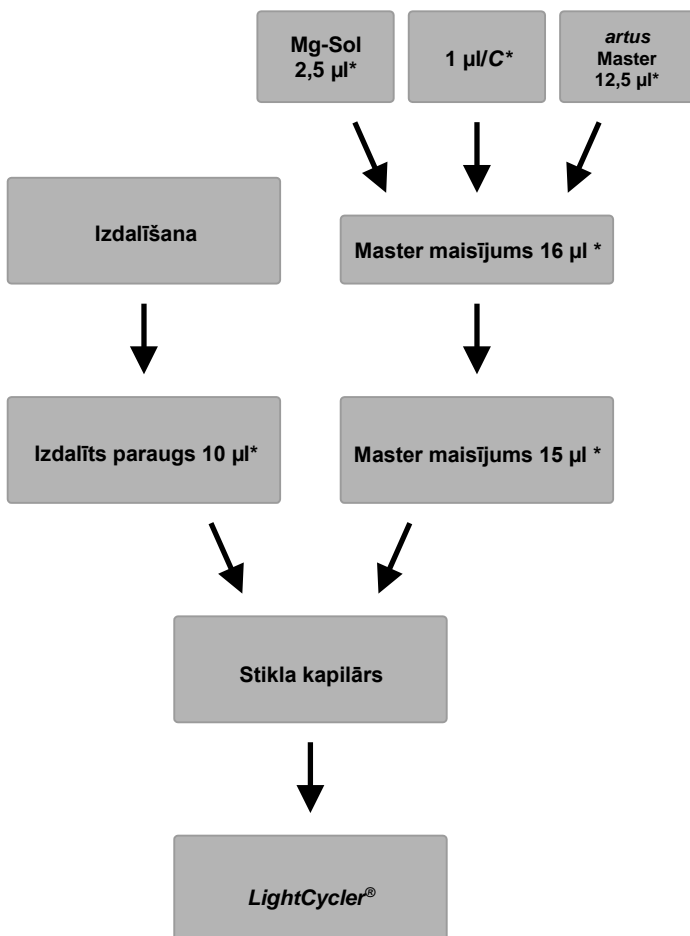 Mg-Sol
2,5 µl*
1 µl/C*
artus
Master
12,5 µl*
Izdalīšana
Master maisījums 16 µl *
Izdalīts paraugs 10 µl*
Master maisījums 15 µl *
Stikla kapilārs
LightCycler®